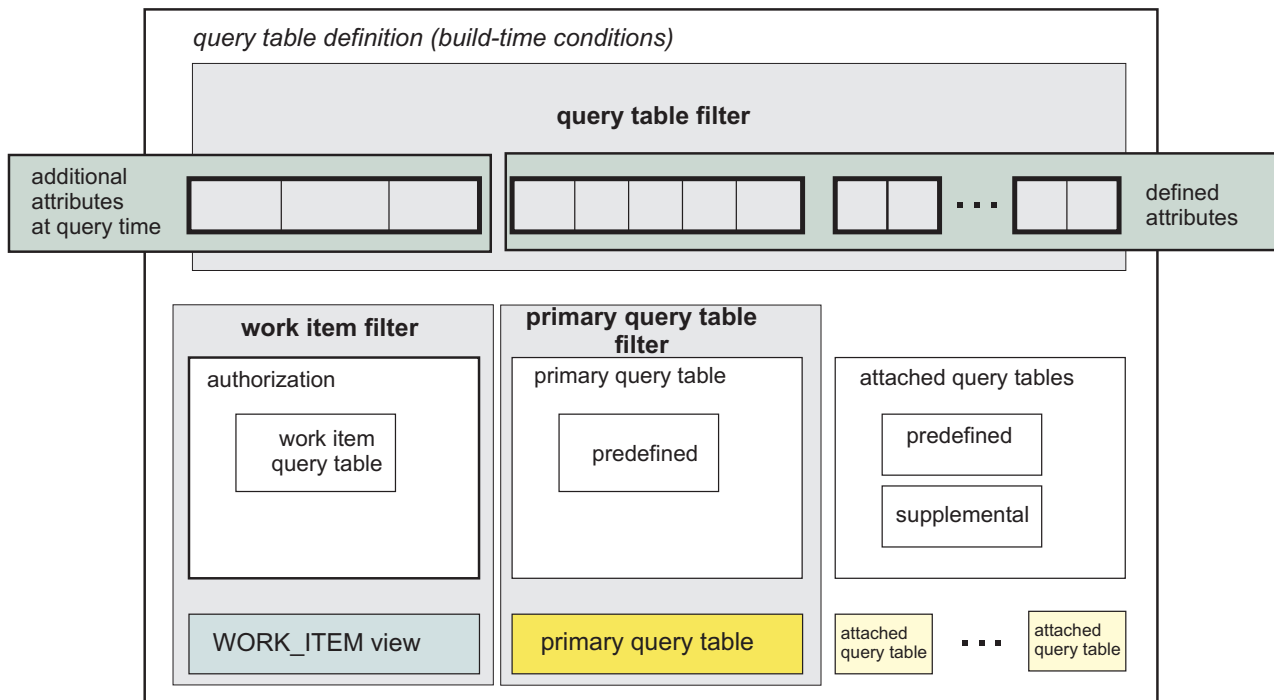 query table definition (build-time conditions)
query table filter
additional
attributes
at query time
defined
attributes
work item filter
authorization
work item
query table
WORK_ITEM view
primary query table
filter
primary query table
predefined
primary query table
attached query tables
predefined
supplemental
attached
query table
attached
query table